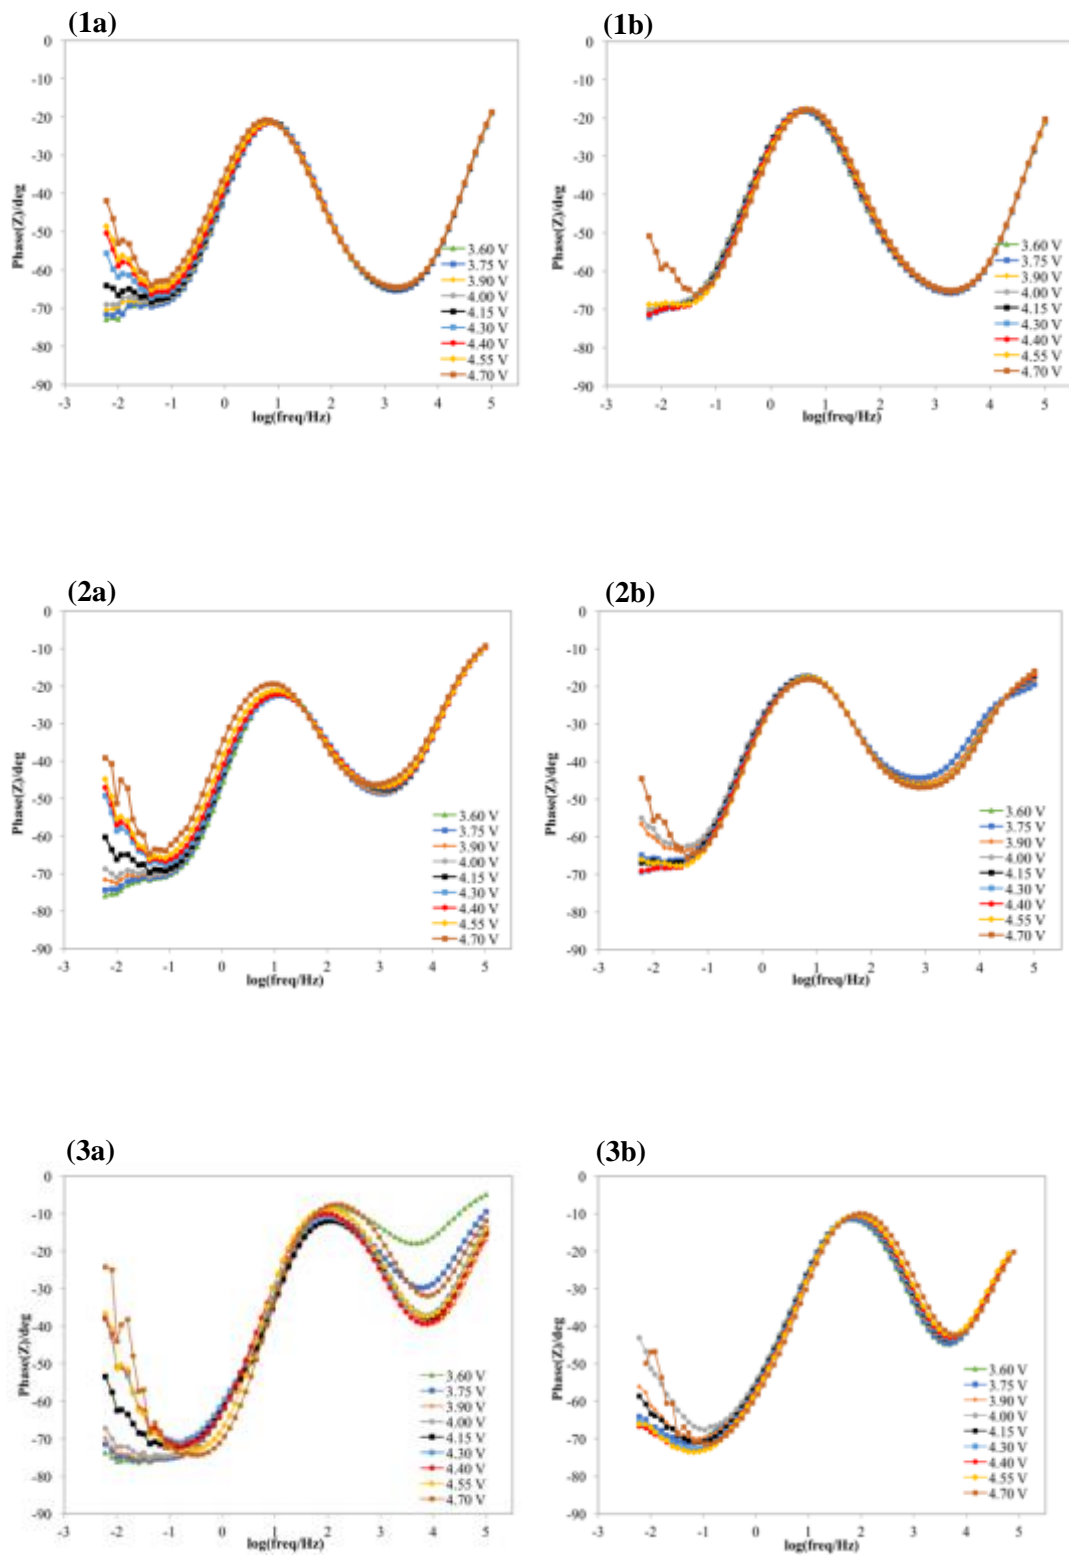 (1a)
0
-10
-20
-30
-40
-50
-60
-70
-80
-90
Phase(Z)/deg
-3 -2 -1 0 1 2 3 4 5
log(freq/Hz)
3.60 V
3.75 V
3.90 V
4.00 V
4.15 V
4.30 V
4.40 V
4.55 V
4.70 V
(1b)
0
-10
-20
-30
-40
-50
-60
-70
-80
-90
Phase(Z)/deg
-3 -2 -1 0 1 2 3 4 5
log(freq/Hz)
3.60 V
3.75 V
3.90 V
4.00 V
4.15 V
4.30 V
4.40 V
4.55 V
4.70 V
(2a)
0
-10
-20
-30
-40
-50
-60
-70
-80
-90
Phase(Z)/deg
-3 -2 -1 0 1 2 3 4 5
log(freq/Hz)
3.60 V
3.75 V
3.90 V
4.00 V
4.15 V
4.30 V
4.40 V
4.55 V
4.70 V
(2b)
0
-10
-20
-30
-40
-50
-60
-70
-80
-90
Phase(Z)/deg
-3 -2 -1 0 1 2 3 4 5
log(freq/Hz)
3.60 V
3.75 V
3.90 V
4.00 V
4.15 V
4.30 V
4.40 V
4.55 V
4.70 V
(3a)
0
-10
-20
-30
-40
-50
-60
-70
-80
-90
Phase(Z)/deg
-3 -2 -1 0 1 2 3 4 5
log(freq/Hz)
3.60 V
3.75 V
3.90 V
4.00 V
4.15 V
4.30 V
4.40 V
4.55 V
4.70 V
(3b)
0
-10
-20
-30
-40
-50
-60
-70
-80
-90
Phase(Z)/deg
-3 -2 -1 0 1 2 3 4 5
log(freq/Hz)
3.60 V
3.75 V
3.90 V
4.00 V
4.15 V
4.30 V
4.40 V
4.55 V
4.70 V